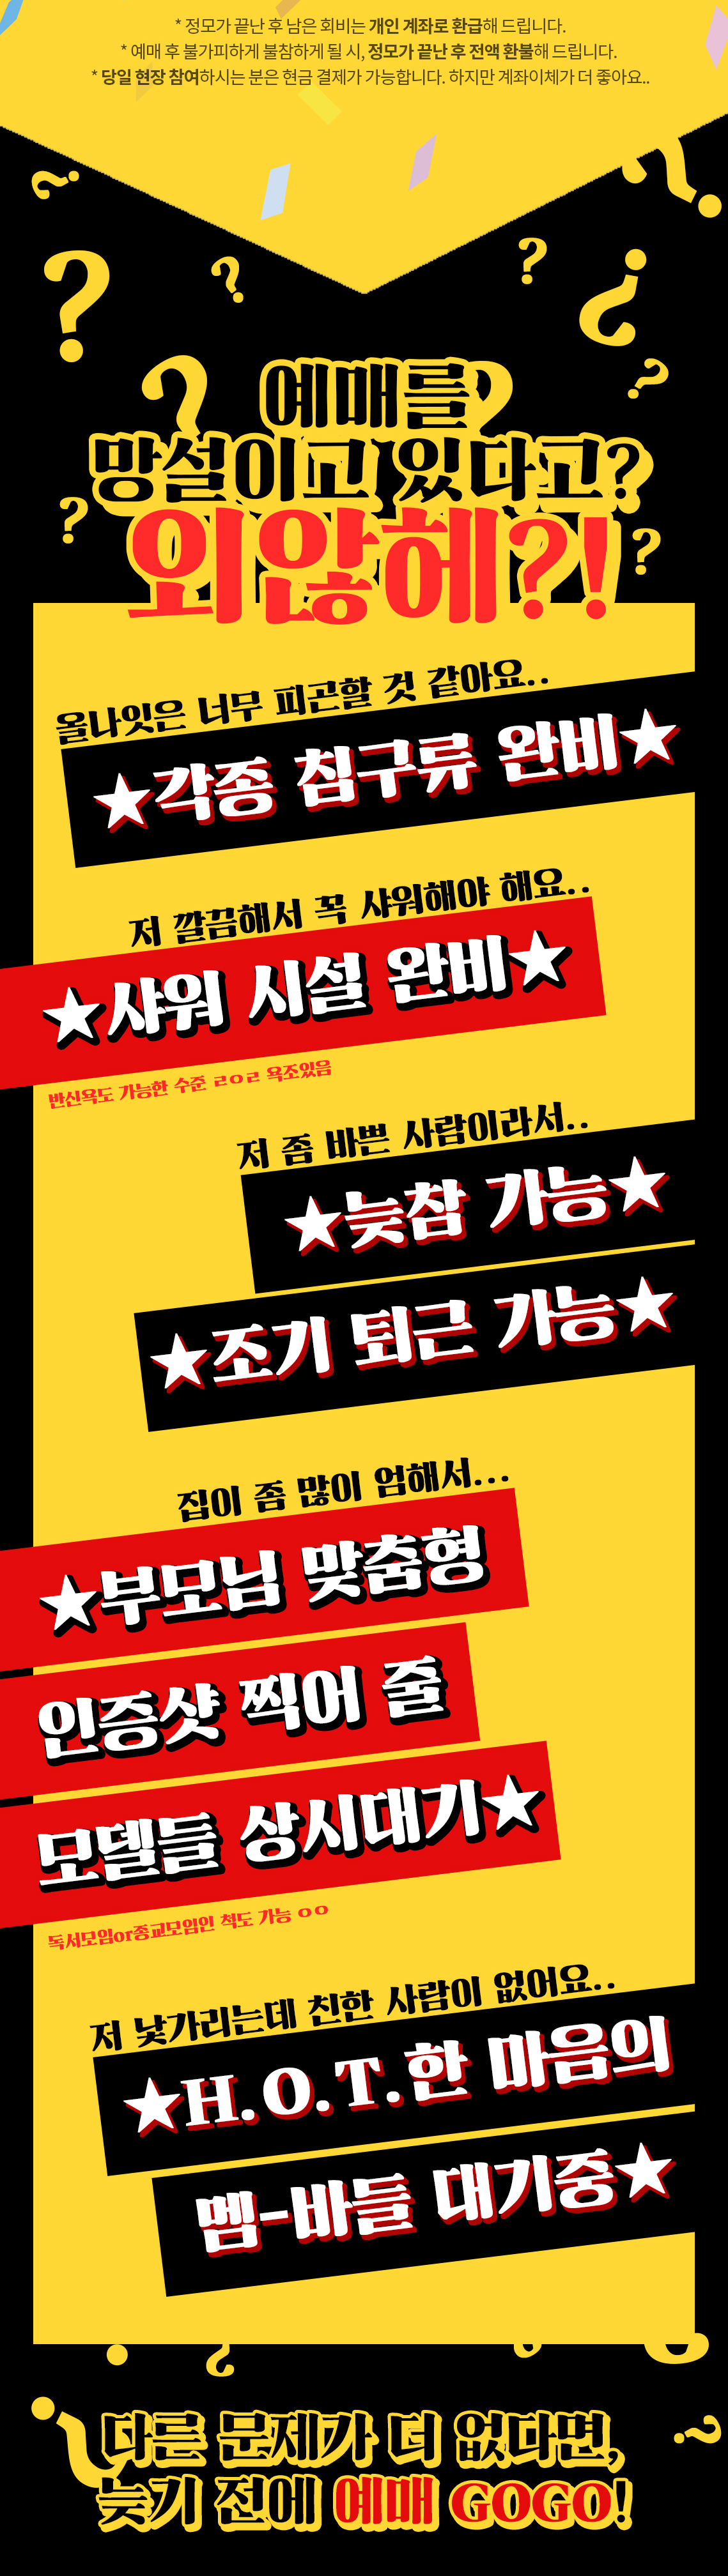 * 정모가 끝난 후 남은 회비는 개인 계좌로 환급해 드립니다.
* 예매 후 불가피하게 불참하게 될 시, 정모가 끝난 후 전액 환불해 드립니다.
* 당일 현장 참여하시는 분은 현금 결제가 가능합니다. 하지만 계좌이체가 더 좋아요..
예매를
망설이고 있다고?
외않헤?!
올나잇은 너무 피곤할 것 같아요..
★각종 침구류 완비★
저 깔끔해서 꼭 샤워해야 해요..
★샤워 시설 완비★
반신욕도 가능한 수준 ㄹㅇㄹ 욕조있음
저 좀 바쁜 사람이라서..
★늦참 가능★
★조기 퇴근 가능★
집이 좀 많이 엄해서...
★부모님 맞춤형
인증샷 찍어 줄
모델들 상시대기★
독서모임or종교모임인 척도 가능 ㅇㅇ
저 낯가리는데 친한 사람이 없어요..
★H.O.T.한 마음의
멤-바들 대기중★
다른 문제가 더 없다면,
늦기 전에 예매 GOGO!